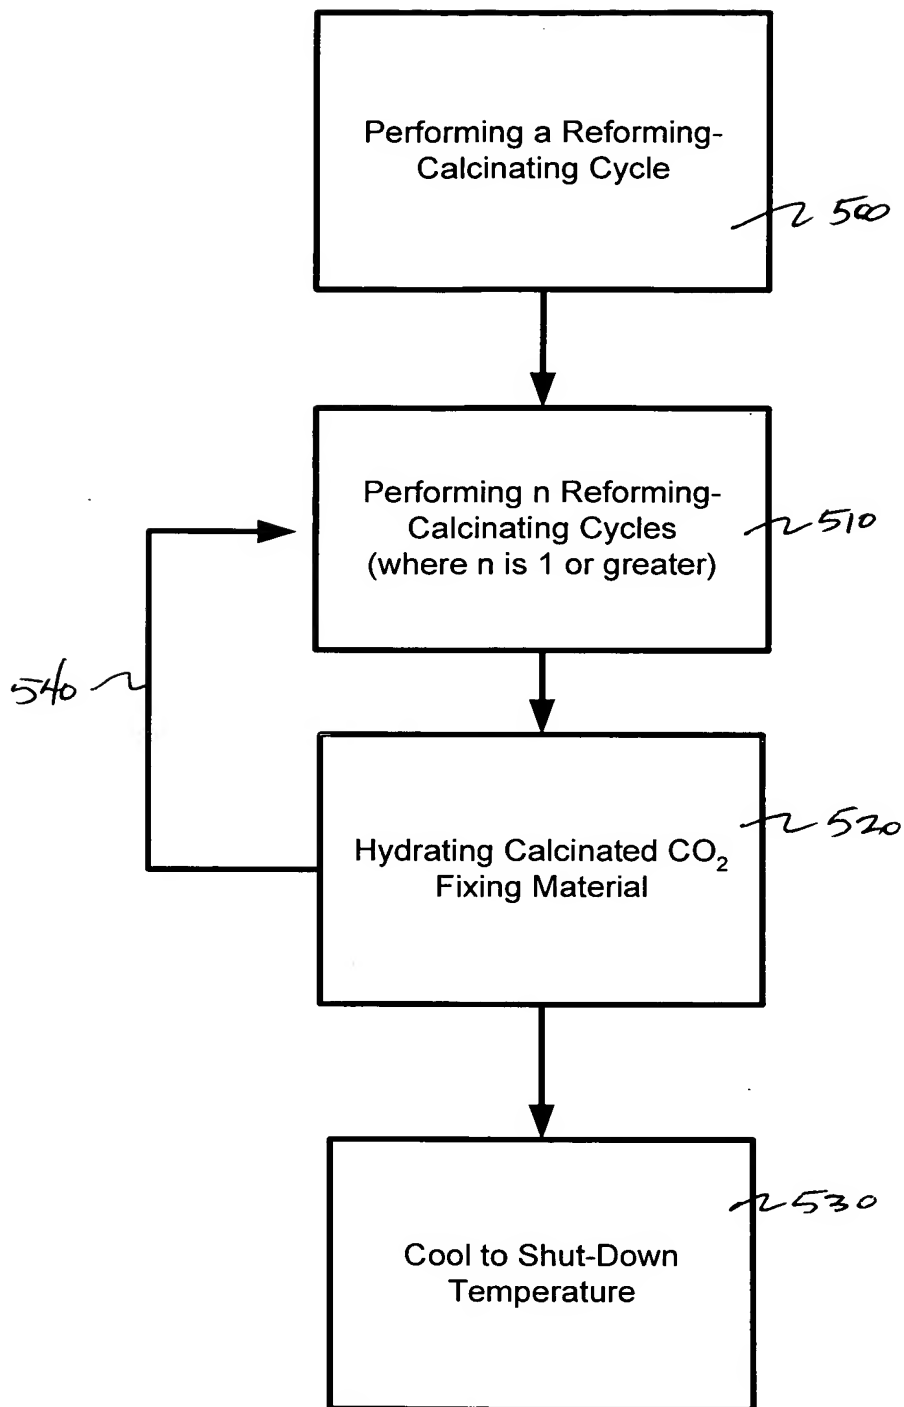 Performing a Reforming-
Calcinating Cycle
500
Performing n Reforming-
Calcinating Cycles
(where n is 1 or greater)
510
540
Hydrating Calcinated CO₂
Fixing Material
520
Cool to Shut-Down
Temperature
530